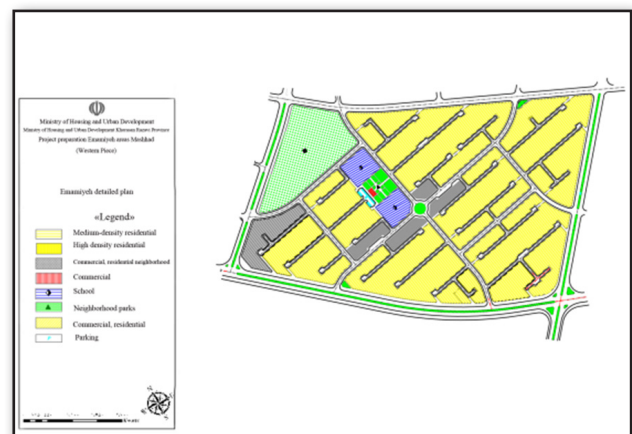 Ministry of Housing and Urban Development
Ministry of Housing and Urban Development Khorasan Razavi Province
Project preparation Emamiyeh areas Mashhad
(Western Place)
Emamiyeh detailed plan
«Legend»
Medium-density residential
High density residential
Commercial, residential neighborhood
Commercial
School
Neighborhood parks
Commercial, residential
Parking